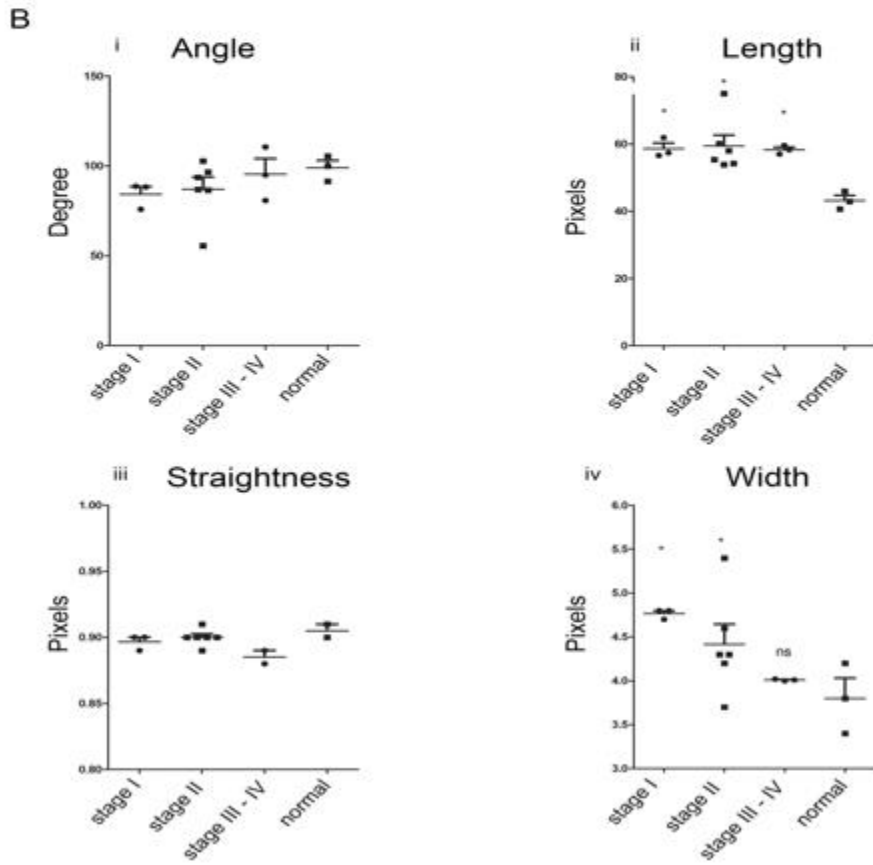 B
i Angle
150
100
50
0
Degree
stage I
stage II
stage III - IV
normal
ii Length
80
60
40
20
0
Pixels
* * *
stage I
stage II
stage III - IV
normal
iii Straightness
1.00
0.95
0.90
0.85
0.80
Pixels
stage I
stage II
stage III - IV
normal
iv Width
6.0
5.5
5.0
4.5
4.0
3.5
3.0
Pixels
* *
ns
stage I
stage II
stage III - IV
normal